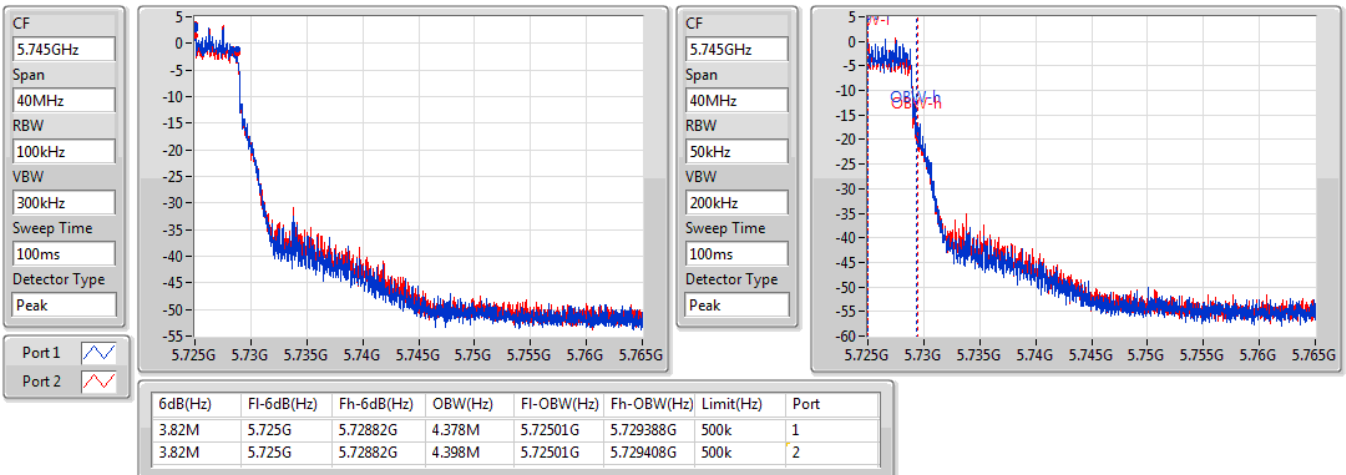 CF
5.745GHz
Span
40MHz
RBW
100kHz
VBW
300kHz
Sweep Time
100ms
Detector Type
Peak
5
0
-5
-10
-15
-20
-25
-30
-35
-40
-45
-50
-55
5.725G 5.73G 5.735G 5.74G 5.745G 5.75G 5.755G 5.76G 5.765G
CF
5.745GHz
Span
40MHz
RBW
50kHz
VBW
200kHz
Sweep Time
100ms
Detector Type
Peak
5
0
-5
-10
-15
-20
-25
-30
-35
-40
-45
-50
-55
-60
OBW-h
OBW-h
5.725G 5.73G 5.735G 5.74G 5.745G 5.75G 5.755G 5.76G 5.765G
Port 1
Port 2
6dB(Hz) Fl-6dB(Hz) Fh-6dB(Hz) OBW(Hz) Fl-OBW(Hz) Fh-OBW(Hz) Limit(Hz) Port
3.82M 5.725G 5.72882G 4.378M 5.72501G 5.729388G 500k 1
3.82M 5.725G 5.72882G 4.398M 5.72501G 5.729408G 500k 2